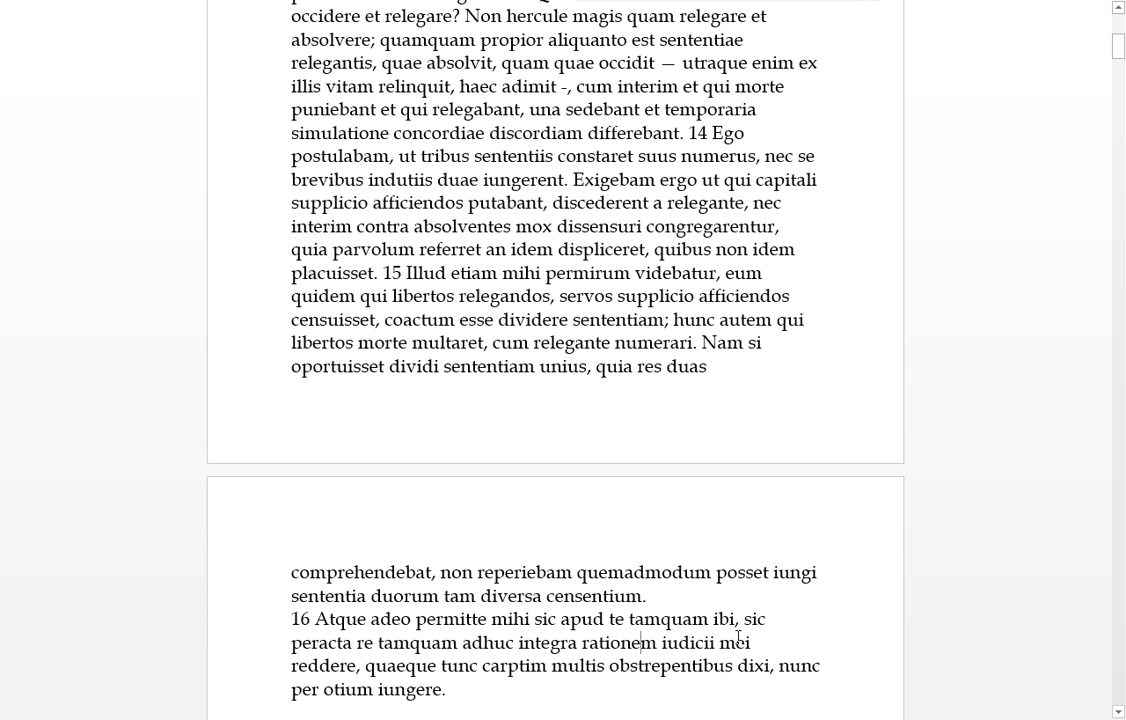 occidere et relegare? Non hercule magis quam relegare et
absolvere; quamquam propior aliquanto est sententiae
relegantis, quae absolvit, quam quae occidit — utraque enim ex
illis vitam relinquit, haec adimit -, cum interim et qui morte
puniebant et qui relegabant, una sedebant et temporaria
simulatione concordiae discordiam differebant. 14 Ego
postulabam, ut tribus sententiis constaret suus numerus, nec se
brevibus indutiis duae iungerent. Exigebam ergo ut qui capitali
supplicio afficiendos putabant, discederent a relegante, nec
interim contra absolventes mox dissensuri congregarentur,
quia parvolum referret an idem displiceret, quibus non idem
placuisset. 15 Illud etiam mihi permirum videbatur, eum
quidem qui libertos relegandos, servos supplicio afficiendos
censuisset, coactum esse dividere sententiam; hunc autem qui
libertos morte multaret, cum relegante numerari. Nam si
oportuisset dividi sententiam unius, quia res duas
comprehendebat, non reperiebam quemadmodum posset iungi
sententia duorum tam diversa censentium.
16 Atque adeo permitte mihi sic apud te tamquam ibi, sic
peracta re tamquam adhuc integra rationem iudicii mei
reddere, quaeque tunc carptim multis obstrepentibus dixi, nunc
per otium iungere.